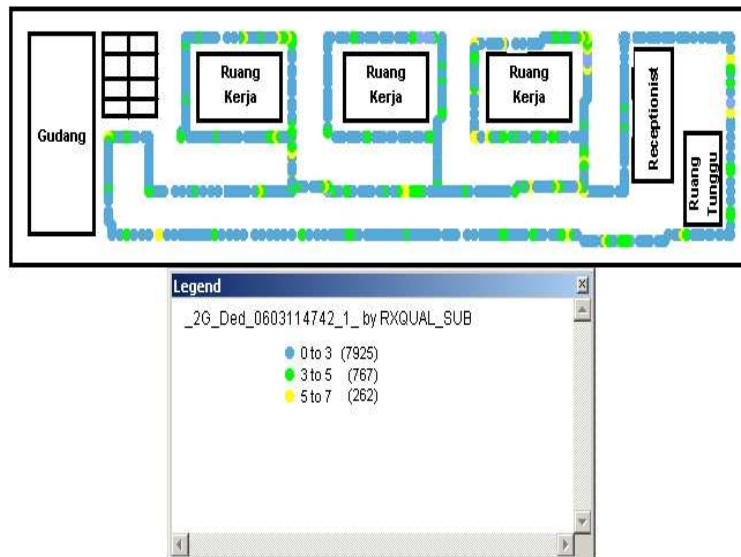 Gudang
Ruang
Kerja
Ruang
Kerja
Ruang
Kerja
Receptionist
Ruang
Tunggu
Legend
_2G_Ded_0603114742_1_ by RXQUAL_SUB
0 to 3 (7925)
3 to 5 (767)
5 to 7 (262)